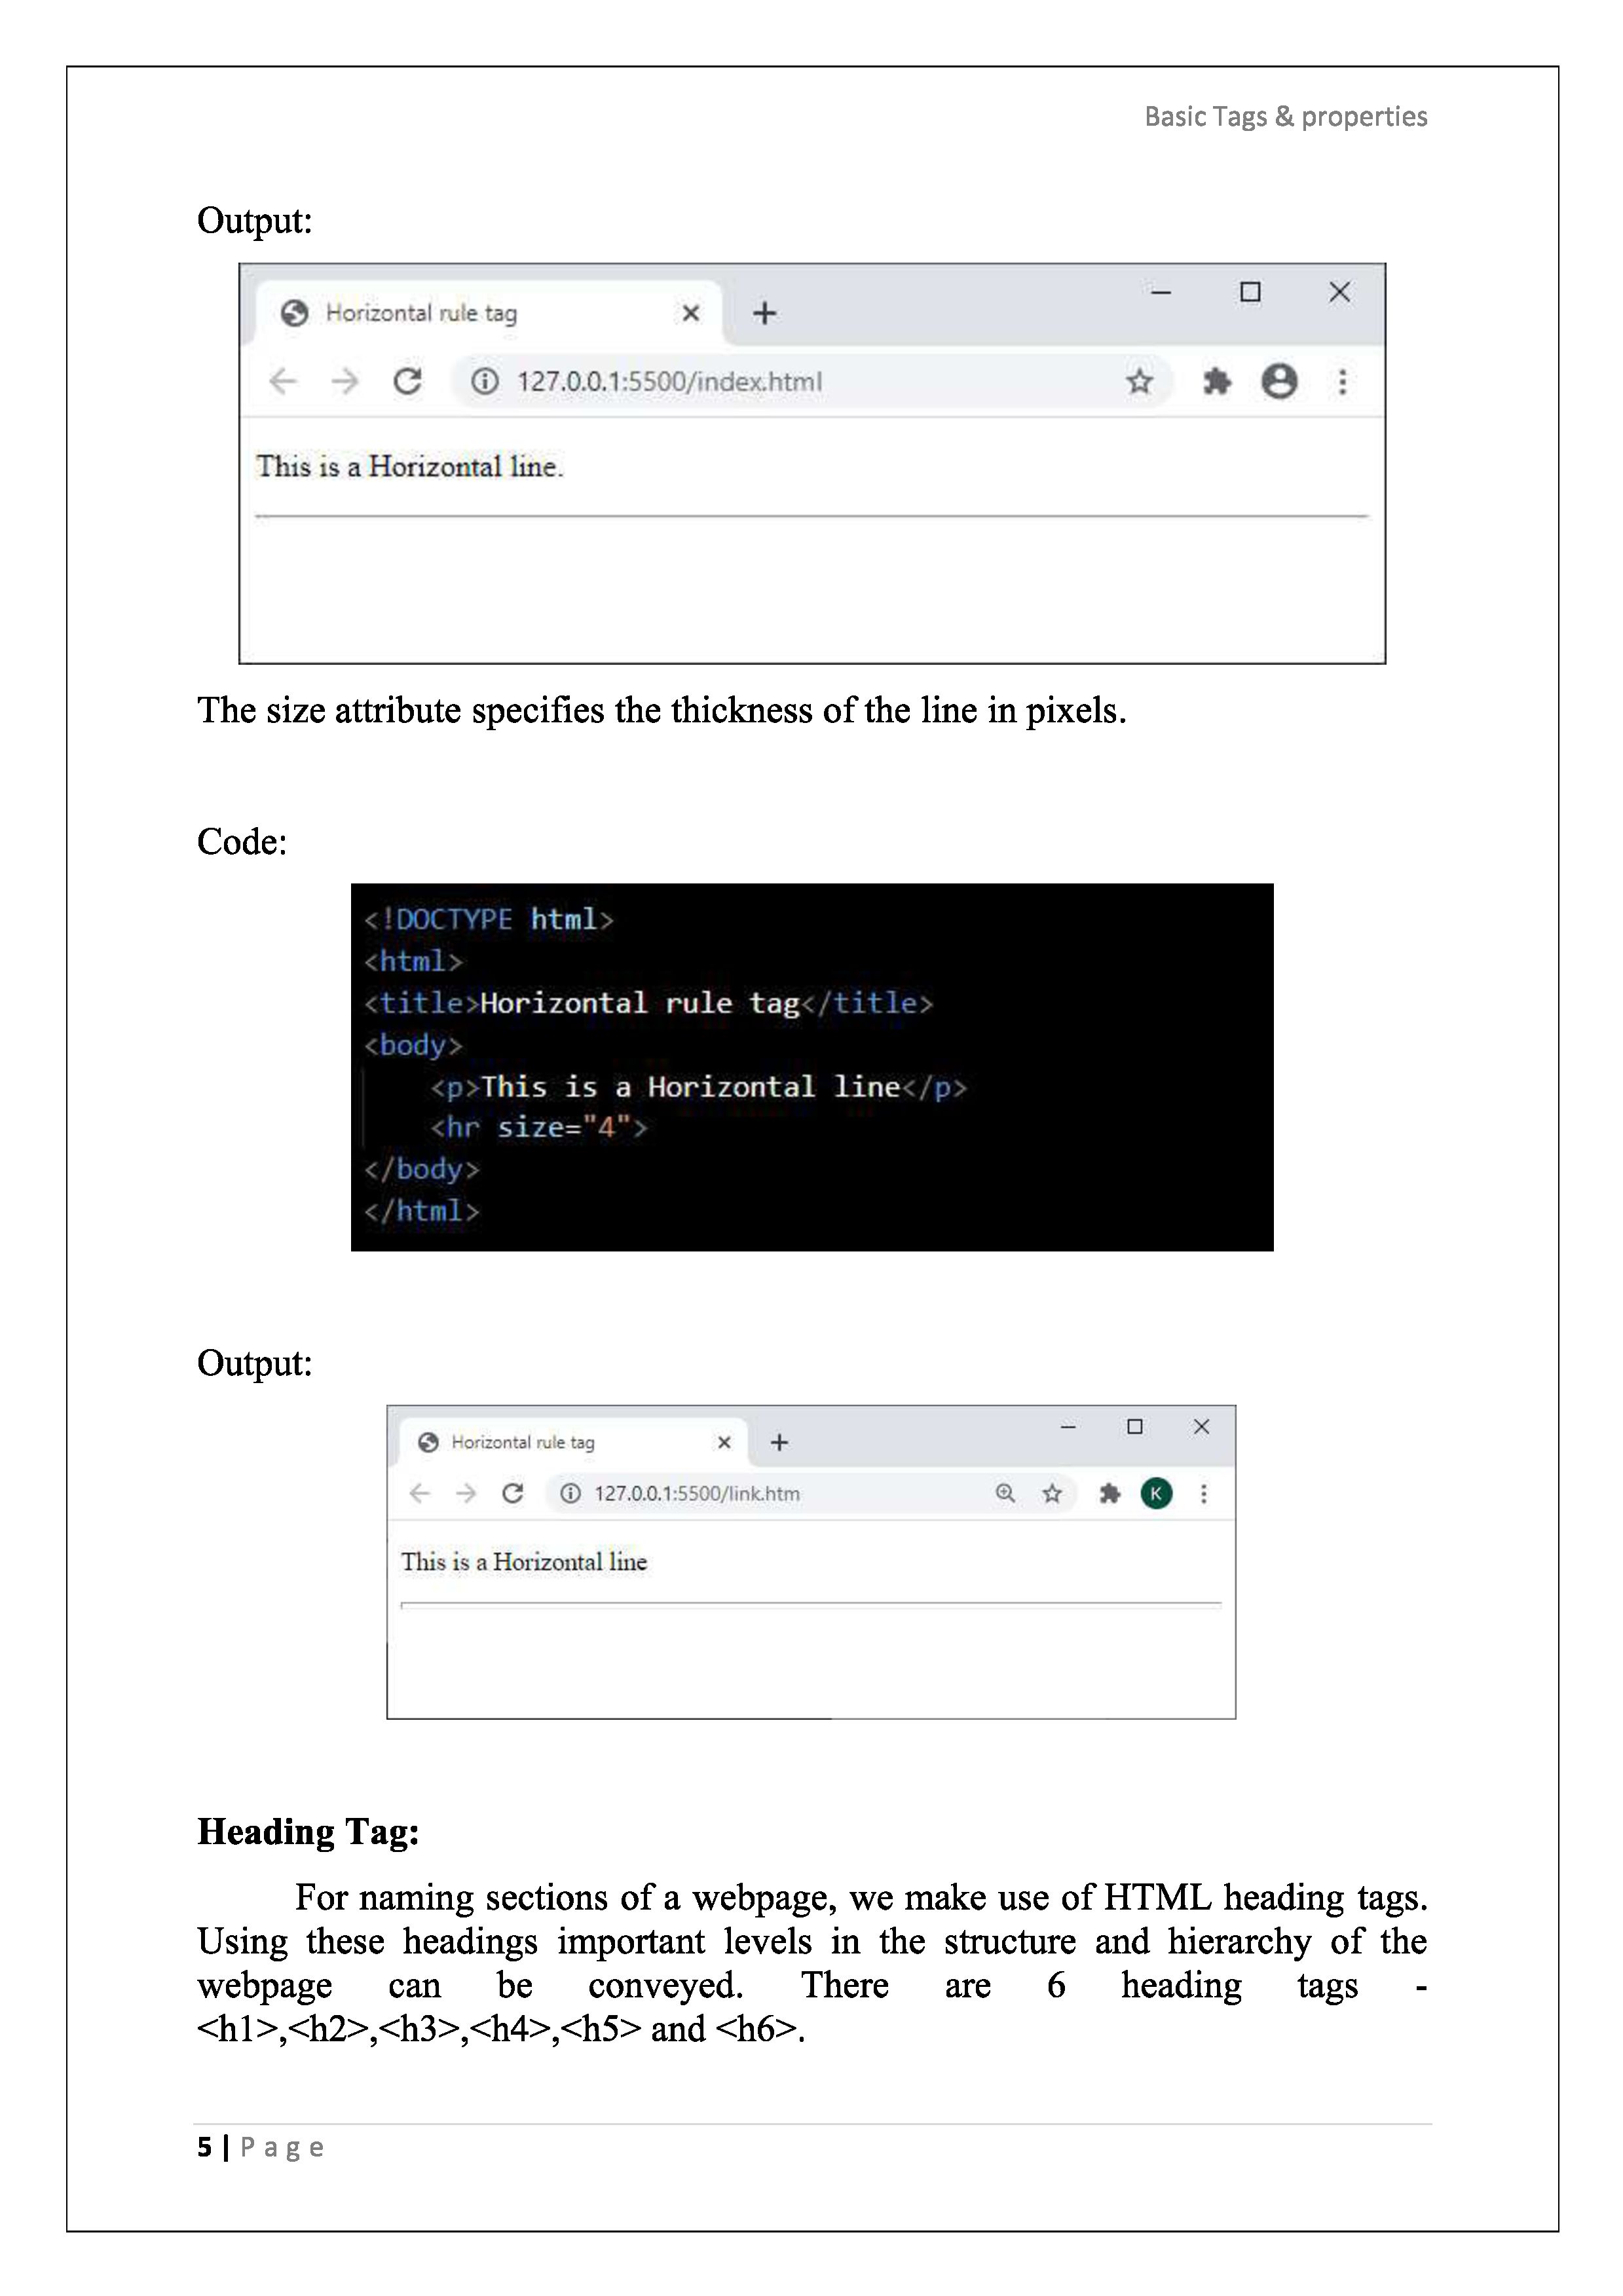 Basic Tags & properties
Output:
Horizontal rule tag
127.0.0.1:5500/index.html
This is a Horizontal line.
The size attribute specifies the thickness of the line in pixels.
Code:
<!DOCTYPE html>
<html>
<title>Horizontal rule tag</title>
<body>
<p>This is a Horizontal line</p>
<hr size="4">
</body>
</html>
Output:
Horizontal rule tag
127.0.0.1:5500/link.htm
K
This is a Horizontal line
Heading Tag:
For naming sections of a webpage, we make use of HTML heading tags.
Using these headings important levels in the structure and hierarchy of the
webpage can be conveyed. There are 6 heading tags -
<h1>,<h2>,<h3>,<h4>,<h5> and <h6>.
5 | Page